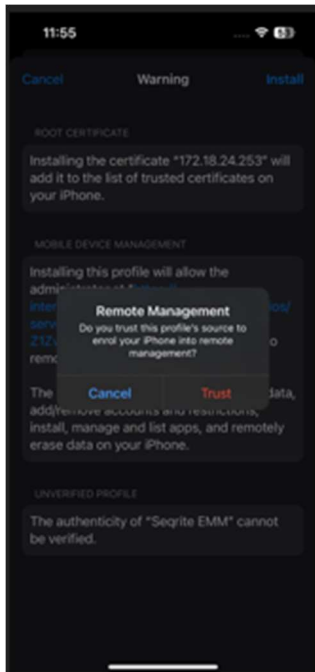 11:55
Cancel
Warning
Install
ROOT CERTIFICATE
Installing the certificate "172.18.24.253" will
add it to the list of trusted certificates on
your iPhone.
MOBILE DEVICE MANAGEMENT
Installing this profile will allow the
Remote Management
Do you trust this profile's source to
enrol your iPhone into remote
management?
Cancel
Trust
The
data,
add/remove accounts and restrictions,
install, manage and list apps, and remotely
erase data on your iPhone.
UNVERIFIED PROFILE
The authenticity of "Seqrite EMM" cannot
be verified.